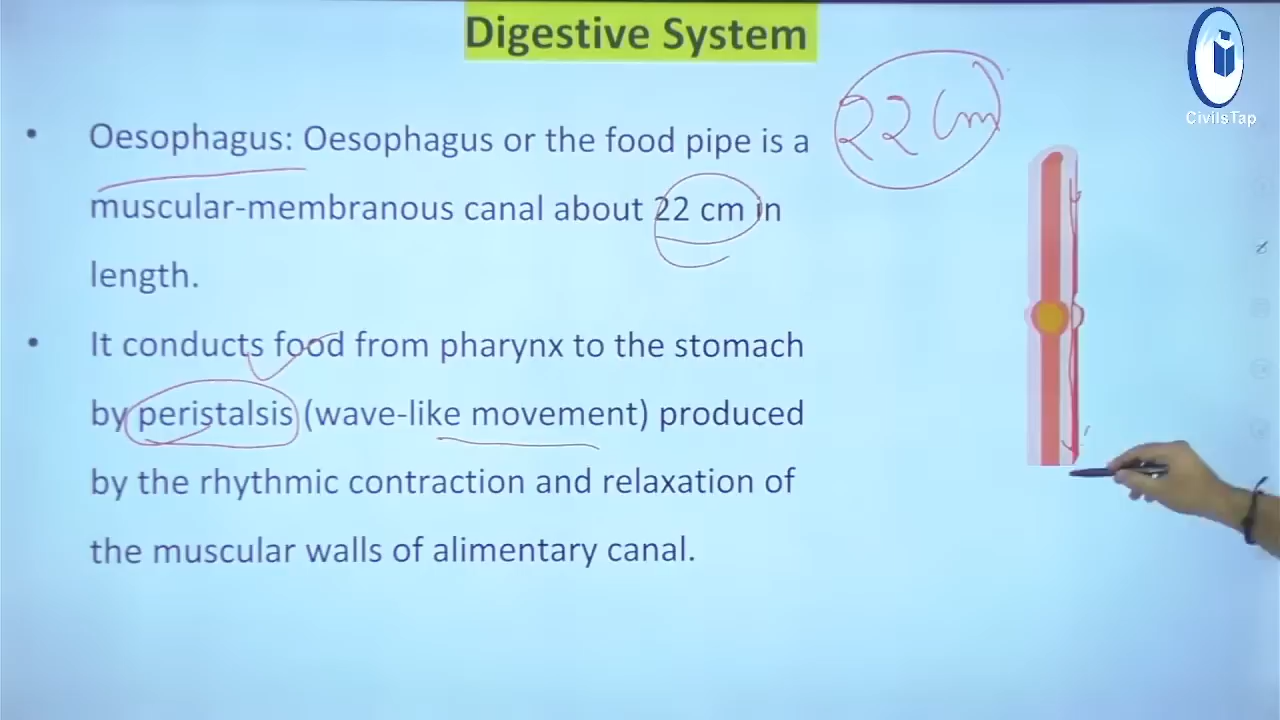 Digestive System
22 cm
CivilsTap
• Oesophagus: Oesophagus or the food pipe is a
muscular-membranous canal about 22 cm in
length.
• It conducts food from pharynx to the stomach
by peristalsis (wave-like movement) produced
by the rhythmic contraction and relaxation of
the muscular walls of alimentary canal.